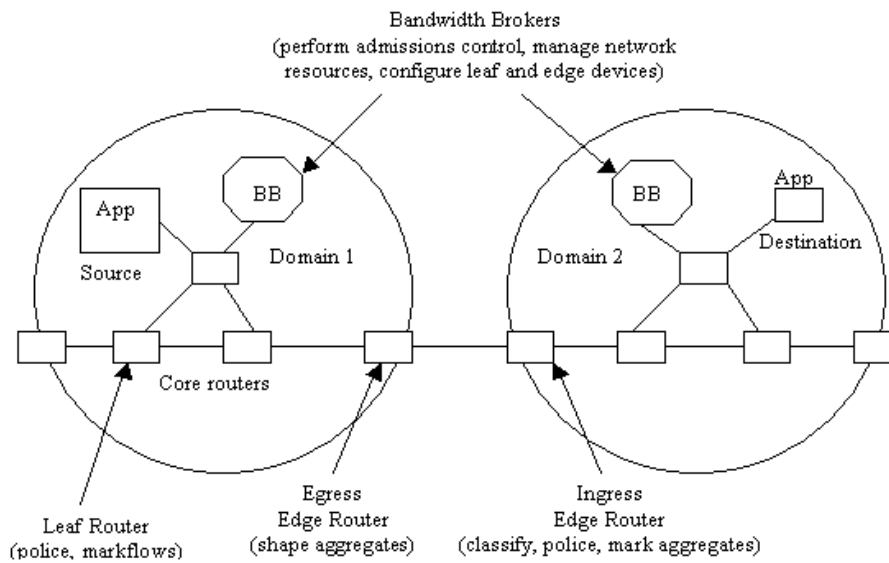 Bandwidth Brokers
(perform admissions control, manage network
resources, configure leaf and edge devices)
BB
BB
App
App
Source
Domain 1
Domain 2
Destination
Core routers
Leaf Router
(police, markflows)
Egress
Edge Router
(shape aggregates)
Ingress
Edge Router
(classify, police, mark aggregates)